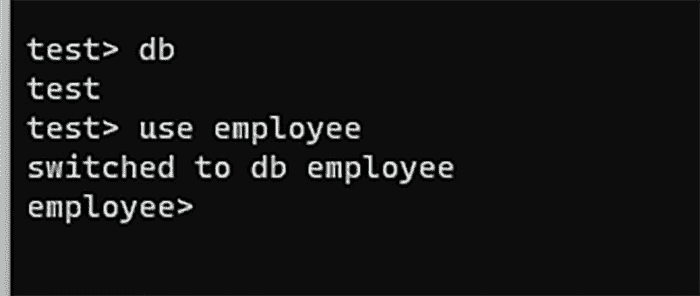 test> db
test
test> use employee
switched to db employee
employee>